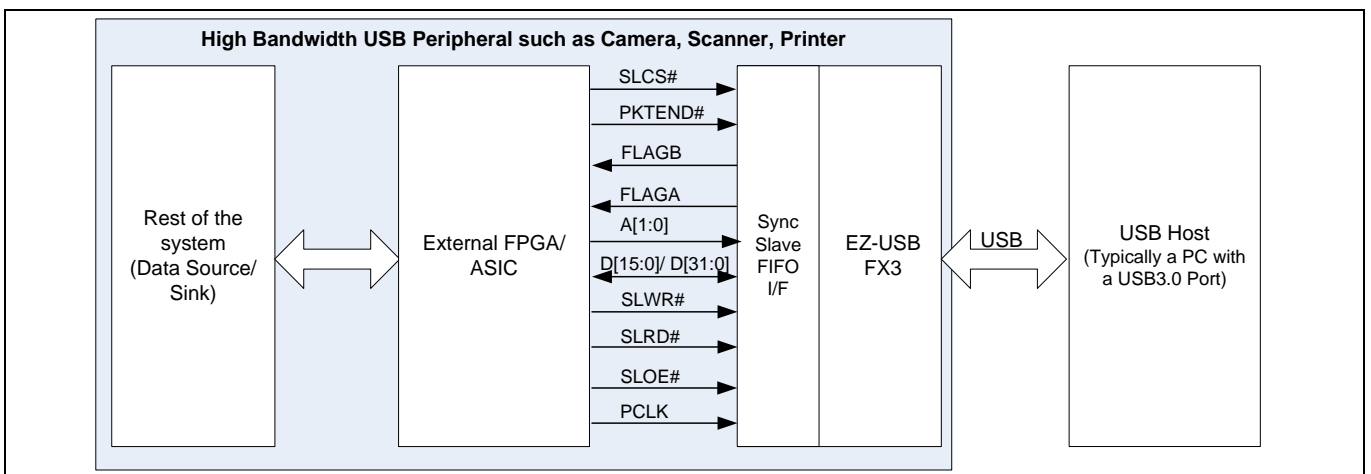 High Bandwidth USB Peripheral such as Camera, Scanner, Printer
Rest of the
system
(Data Source/
Sink)
External FPGA/
ASIC
SLCS#
PKTEND#
FLAGB
FLAGA
A[1:0]
D[15:0]/ D[31:0]
SLWR#
SLRD#
SLOE#
PCLK
Sync
Slave
FIFO
I/F
EZ-USB
FX3
USB
USB Host
(Typically a PC with
a USB3.0 Port)